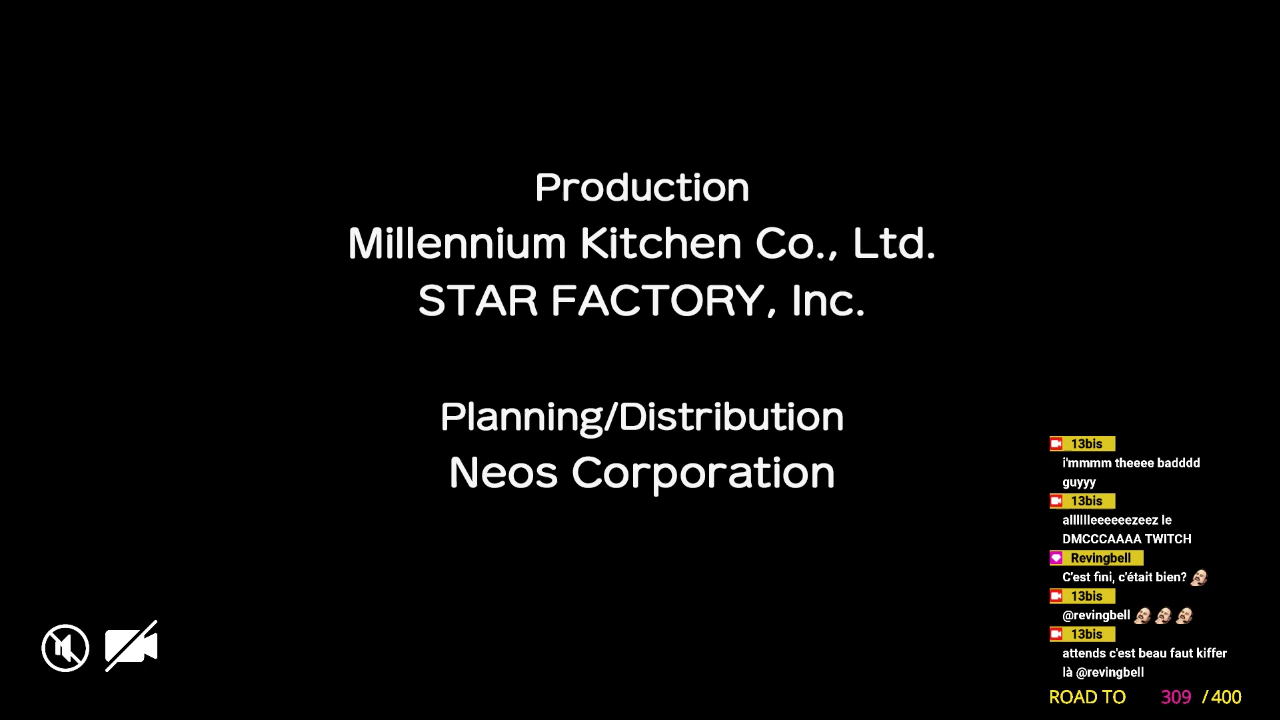 Production
Millennium Kitchen Co., Ltd.
STAR FACTORY, Inc.
Planning/Distribution
Neos Corporation
13bis
i'mmmm theeee badddd
guyyy
13bis
alllllleeeeeezeez le
DMCCCAAAA TWITCH
Revingbell
C'est fini, c'était bien?
13bis
@revingbell
13bis
attends c'est beau faut kiffer
là @revingbell
ROAD TO 309 / 400